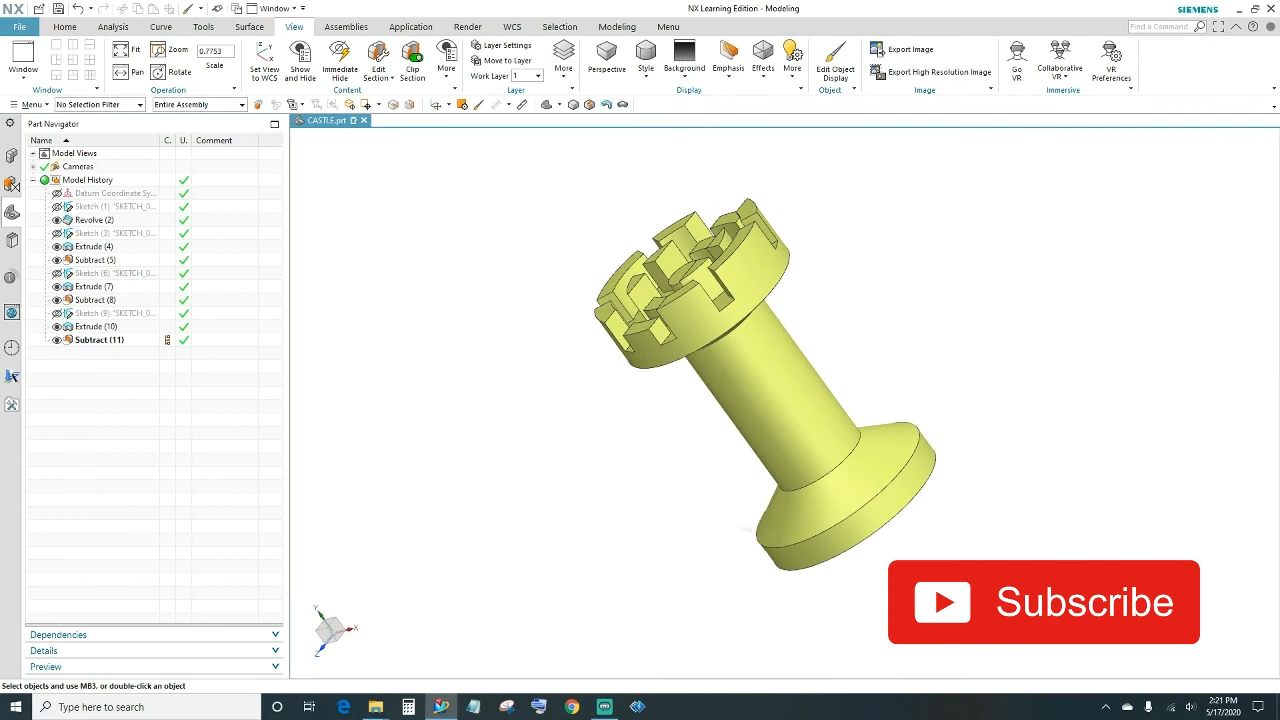 NX Window NX Learning Edition - Modeling SIEMENS
File Home Analysis Curve Tools Surface View Assemblies Application Render WCS Selection Modeling Menu Find a Command
Window Fit Pan Zoom Rotate 0.7753 Scale Set View to WCS Show and Hide Immediate Hide Edit Section Clip Section More Layer Settings Move to Layer Work Layer 1 More Perspective Style Background Emphasis Effects More Edit Object Display Export Image Export High Resolution Image Go VR Collaborative VR VR Preferences
Window Operation Content Layer Display Object Image Immersive
Menu No Selection Filter Entire Assembly
Part Navigator CASTLE.prt
Name C. U. Comment
Model Views
Cameras
Model History
Datum Coordinate Sy...
Sketch (1) "SKETCH_0...
Revolve (2)
Sketch (3) "SKETCH_0...
Extrude (4)
Subtract (5)
Sketch (6) "SKETCH_0...
Extrude (7)
Subtract (8)
Sketch (9) "SKETCH_0...
Extrude (10)
Subtract (11)
Y
X
Z
Subscribe
Dependencies
Details
Preview
Select objects and use MB3, or double-click an object
Type here to search
2:21 PM
5/17/2020